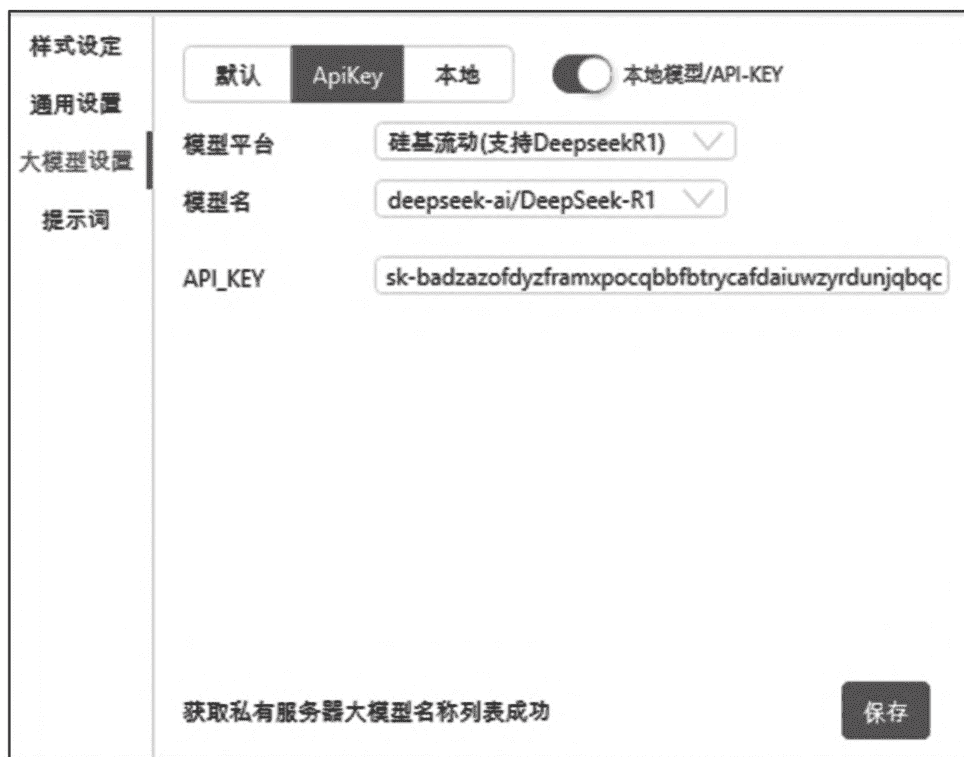 样式设定
通用设置
大模型设置
提示词
默认 ApiKey 本地 本地模型/API-KEY
模型平台 硅基流动(支持DeepseekR1)
模型名 deepseek-ai/DeepSeek-R1
API_KEY sk-badzazofdyzframxpocqbbfbtrycafdaiuwzyrdunjqbqc
获取私有服务器大模型名称列表成功 保存